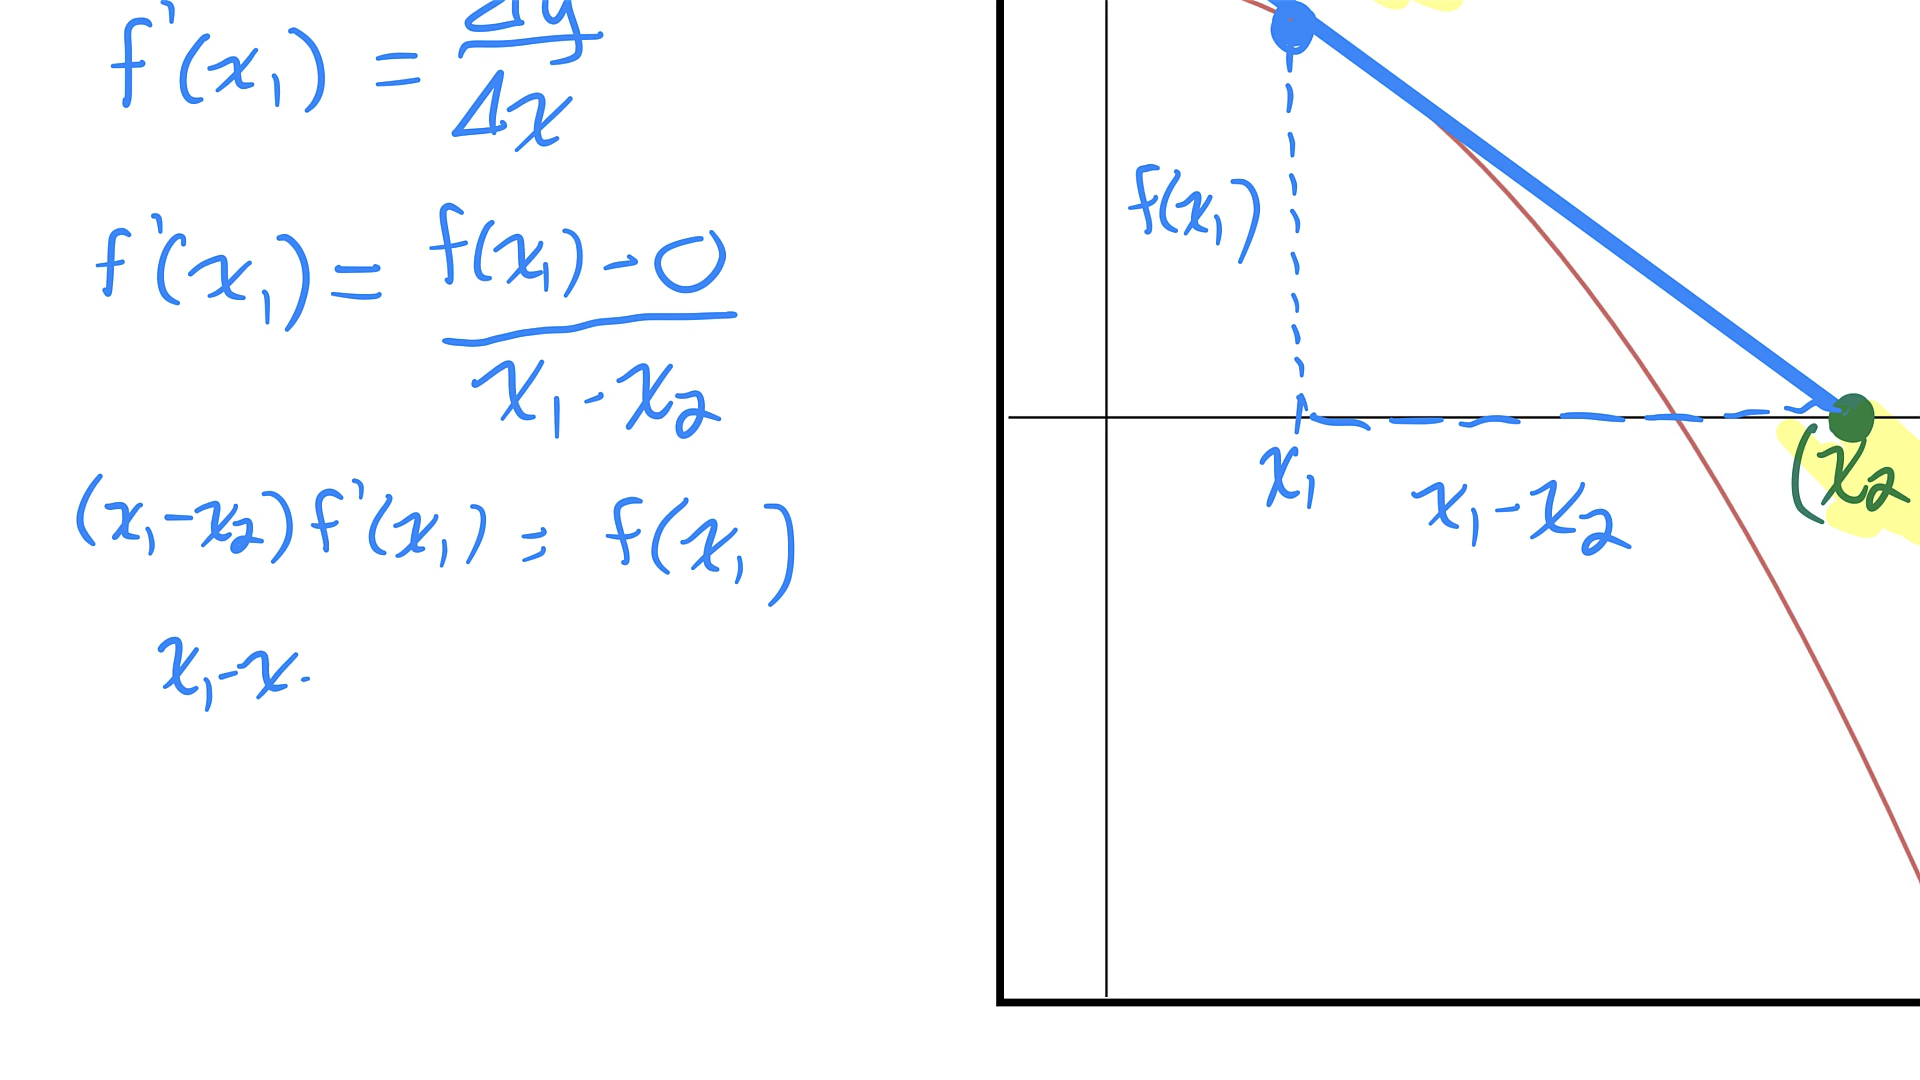 f'(x₁) = Δy/Δx
f'(x₁) = (f(x₁) - 0)/(x₁ - x₂)
(x₁-x₂) f'(x₁) = f(x₁)
x₁-x.
f(x₁)
x₁
x₁-x₂
(x₂